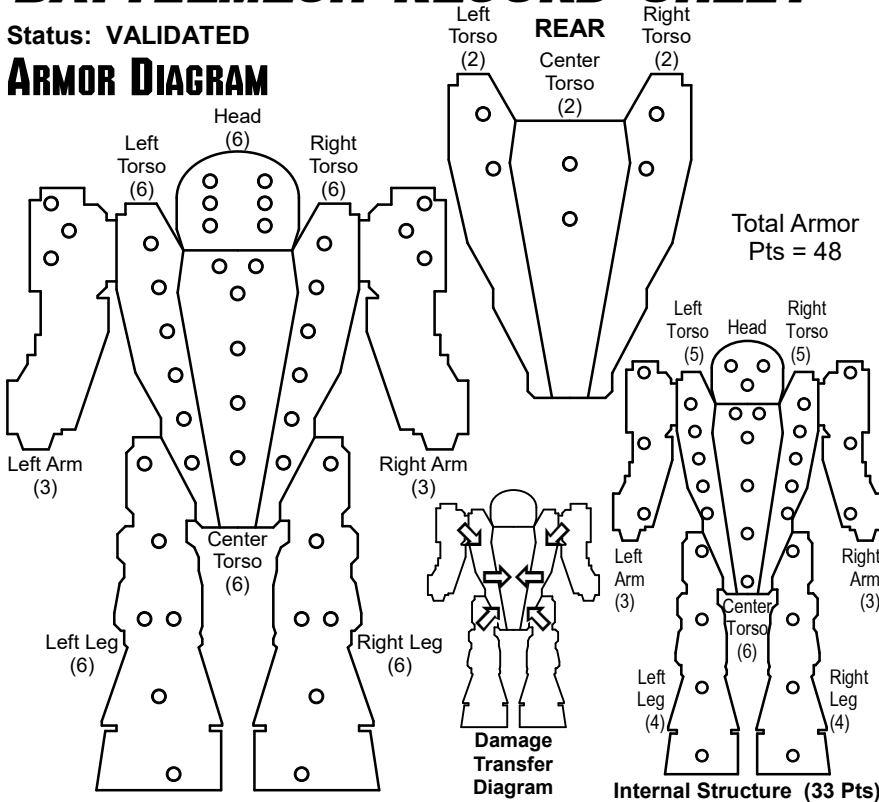 BATTLEMECH RECORD SHEET
Status: VALIDATED
ARMOR DIAGRAM
Head
(6)
Left
Torso
(6)
Right
Torso
(6)
Left Arm
(3)
Right Arm
(3)
Center
Torso
(6)
Left Leg
(6)
Right Leg
(6)
Left
Torso
(2)
REAR
Center
Torso
(2)
Right
Torso
(2)
Total Armor
Pts = 48
Damage
Transfer
Diagram
Left
Torso
(5)
Head
Right
Torso
(5)
Left
Arm
(3)
Right
Arm
(3)
Center
Torso
(6)
Left
Leg
(4)
Right
Leg
(4)
Internal Structure (33 Pts)